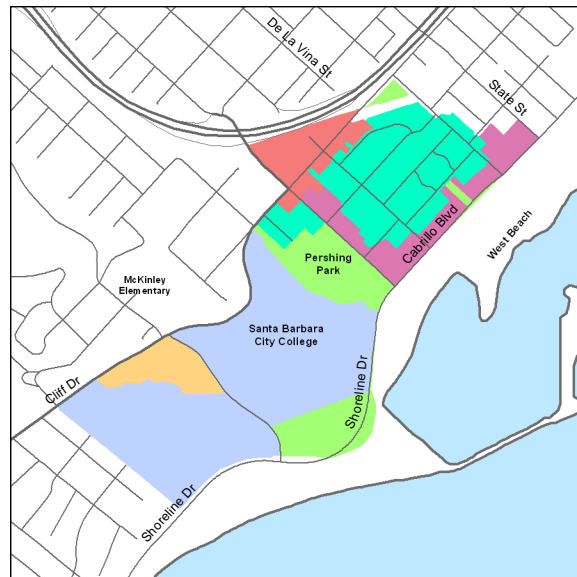 De La Vina St
State St
Cabrillo Blvd
West Beach
Pershing
Park
McKinley
Elementary
Santa Barbara
City College
Cliff Dr
Shoreline Dr
Shoreline Dr